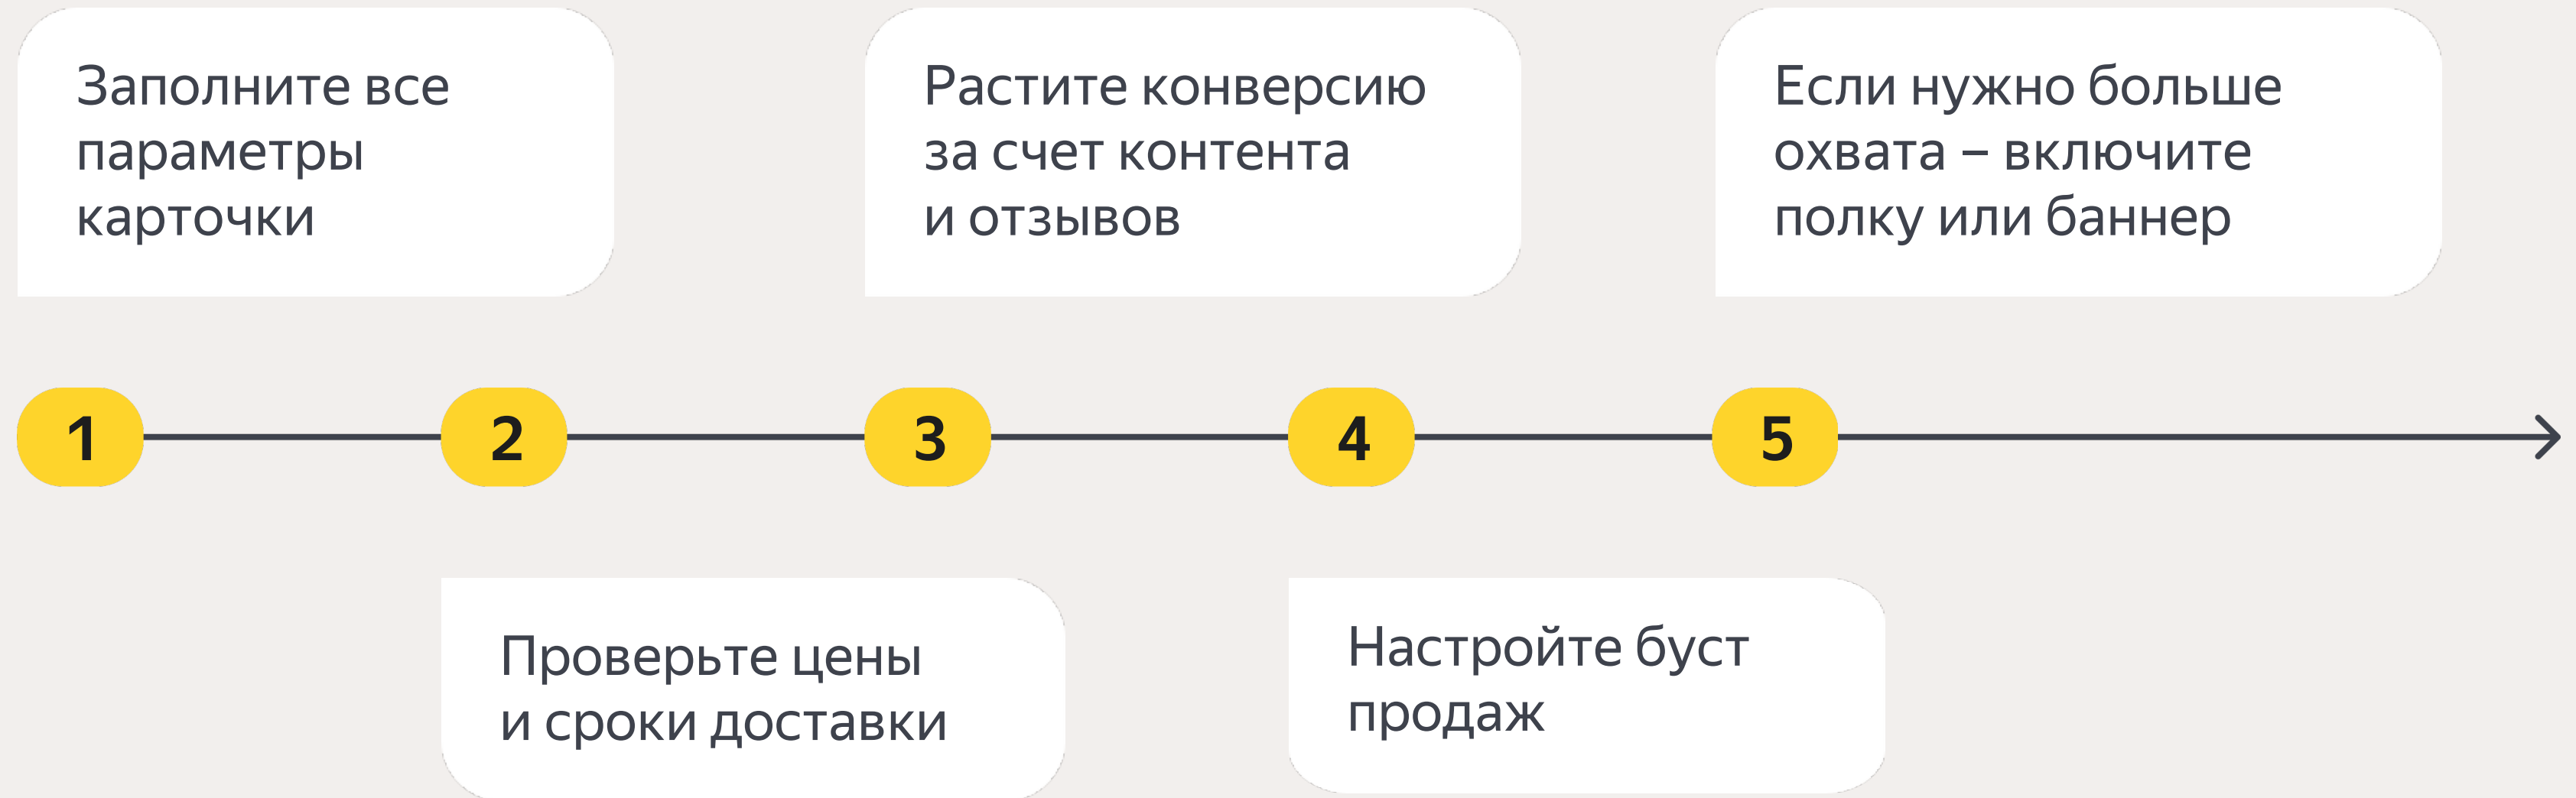 Заполните все
параметры
карточки
Растите конверсию
за счет контента
и отзывов
Если нужно больше
охвата – включите
полку или баннер
1
2
3
4
5
Проверьте цены
и сроки доставки
Настройте буст
продаж